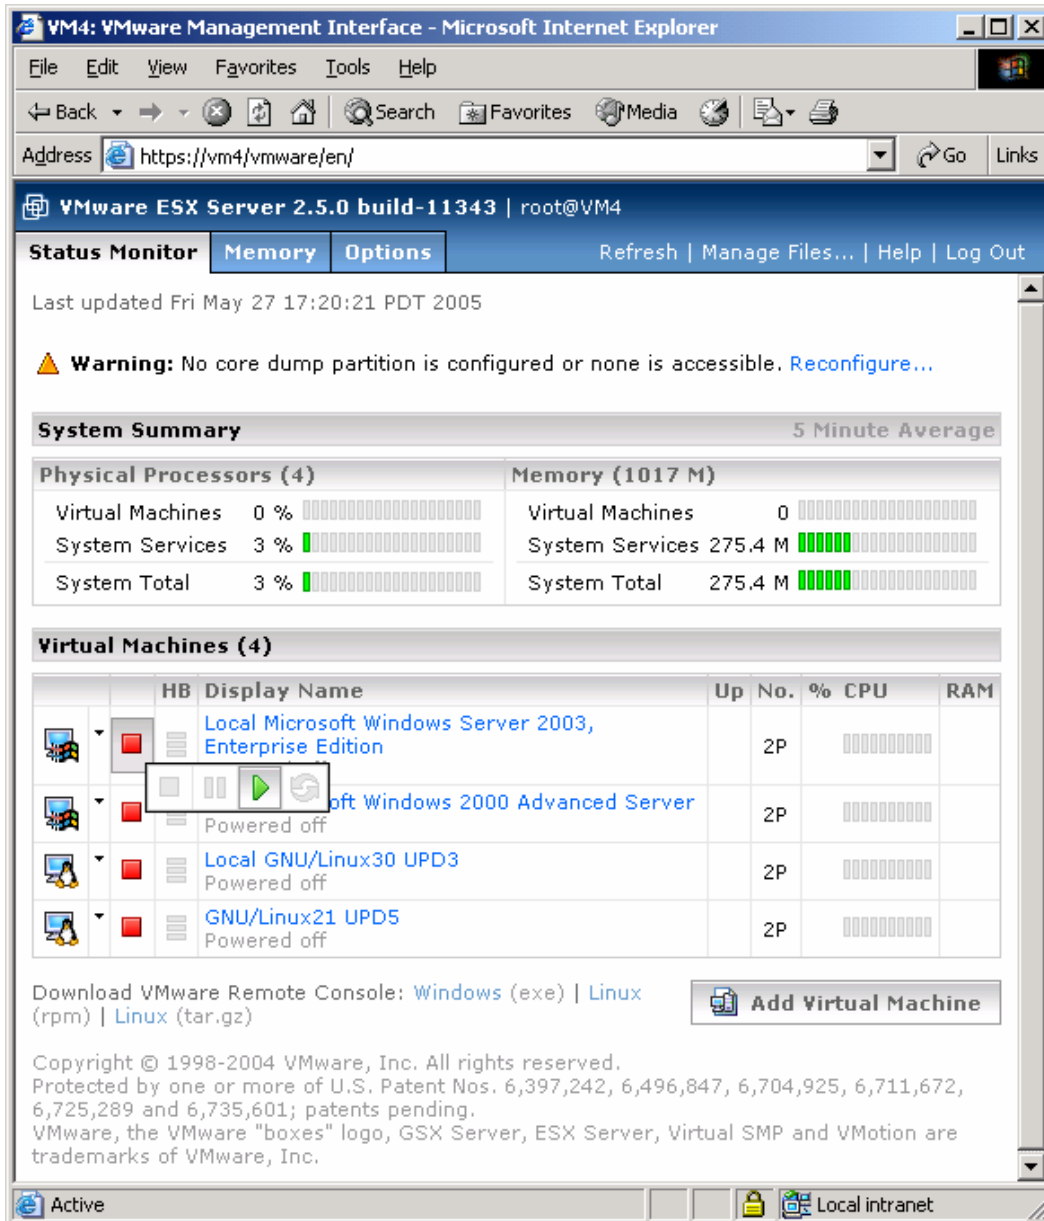 VM4: VMware Management Interface - Microsoft Internet Explorer
File Edit View Favorites Tools Help
Back Search Favorites Media
Address https://vm4/vmware/en/ Go Links
VMware ESX Server 2.5.0 build-11343 | root@VM4
Status Monitor Memory Options Refresh | Manage Files... | Help | Log Out
Last updated Fri May 27 17:20:21 PDT 2005
Warning: No core dump partition is configured or none is accessible. Reconfigure...
System Summary 5 Minute Average
Physical Processors (4) Memory (1017 M)
Virtual Machines 0 % Virtual Machines 0
System Services 3 % System Services 275.4 M
System Total 3 % System Total 275.4 M
Virtual Machines (4)
HB Display Name Up No. % CPU RAM
Local Microsoft Windows Server 2003,
Enterprise Edition
2P
oft Windows 2000 Advanced Server
Powered off
2P
Local GNU/Linux30 UPD3
Powered off
2P
GNU/Linux21 UPD5
Powered off
2P
Download VMware Remote Console: Windows (exe) | Linux
(rpm) | Linux (tar.gz)
Add Virtual Machine
Copyright © 1998-2004 VMware, Inc. All rights reserved.
Protected by one or more of U.S. Patent Nos. 6,397,242, 6,496,847, 6,704,925, 6,711,672,
6,725,289 and 6,735,601; patents pending.
VMware, the VMware "boxes" logo, GSX Server, ESX Server, Virtual SMP and VMotion are
trademarks of VMware, Inc.
Active Local intranet